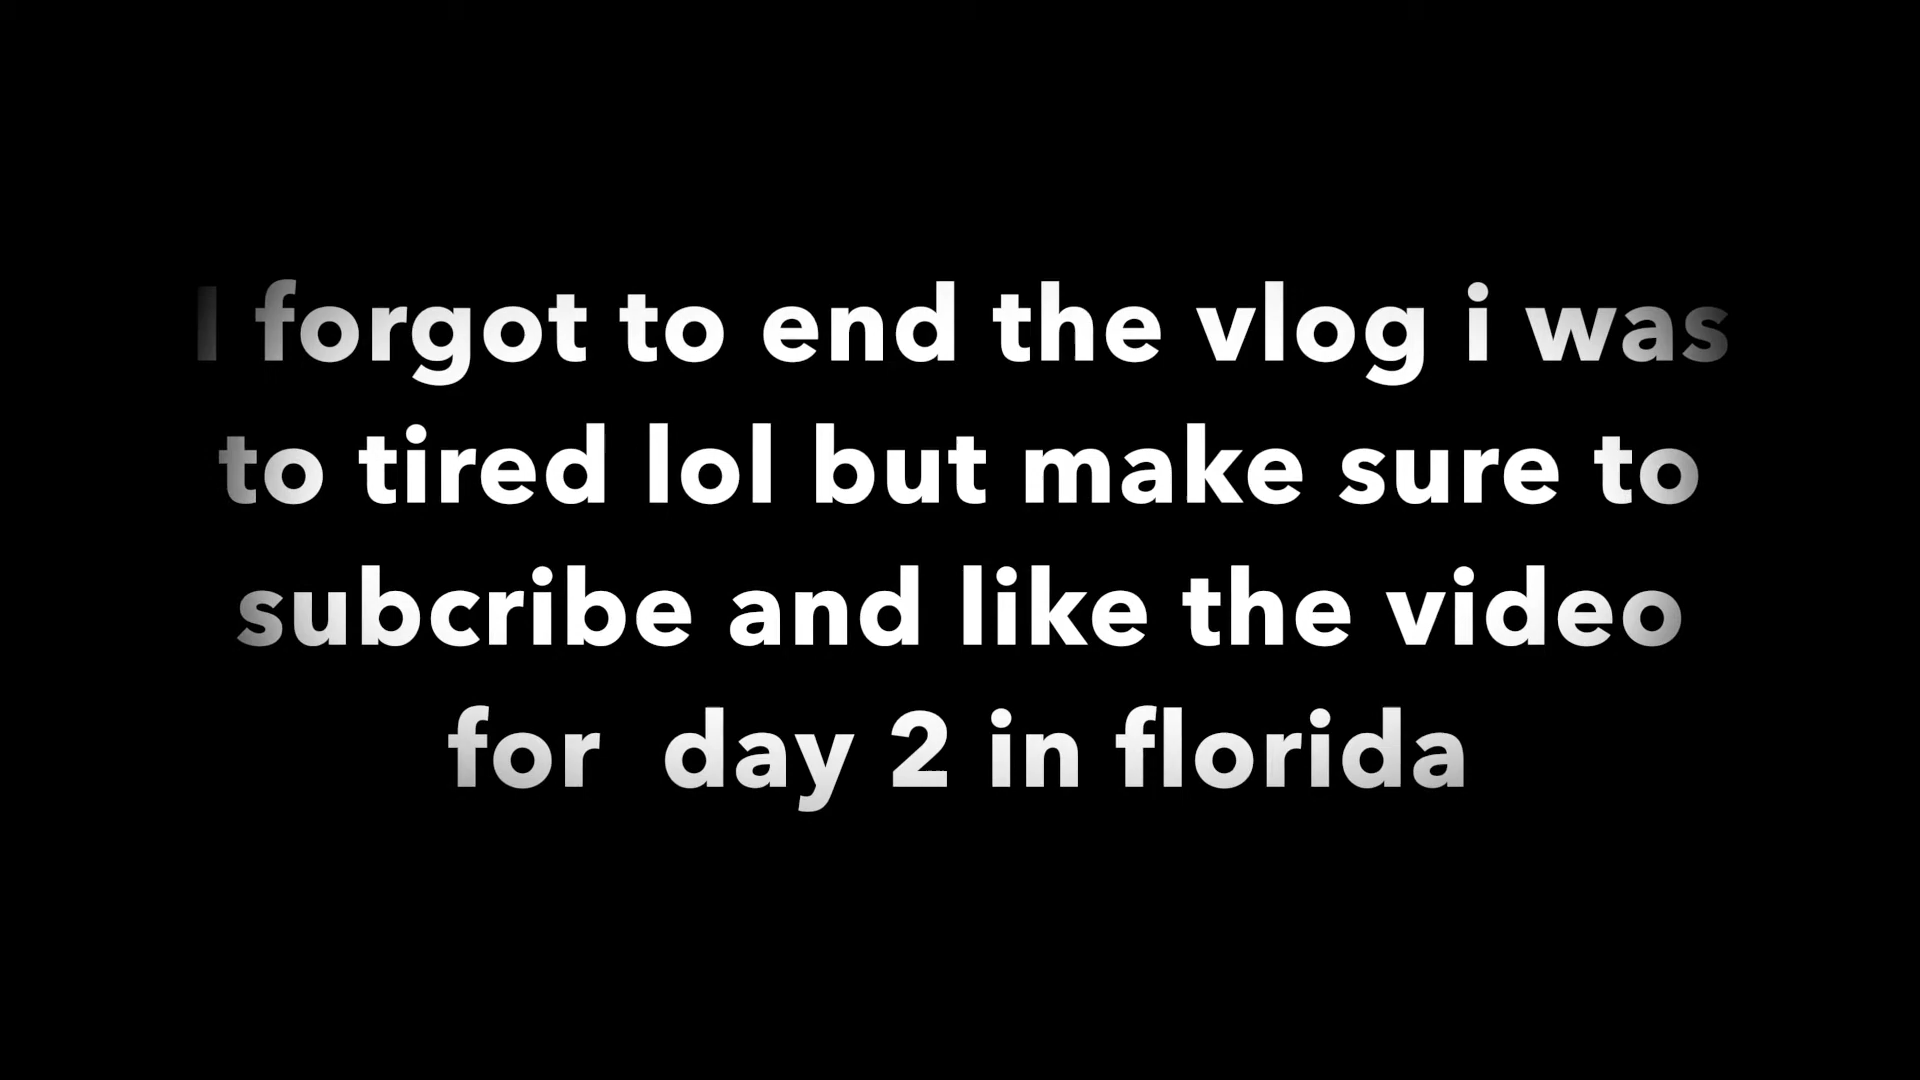 I forgot to end the vlog i was
to tired lol but make sure to
subcribe and like the video
for  day 2 in florida